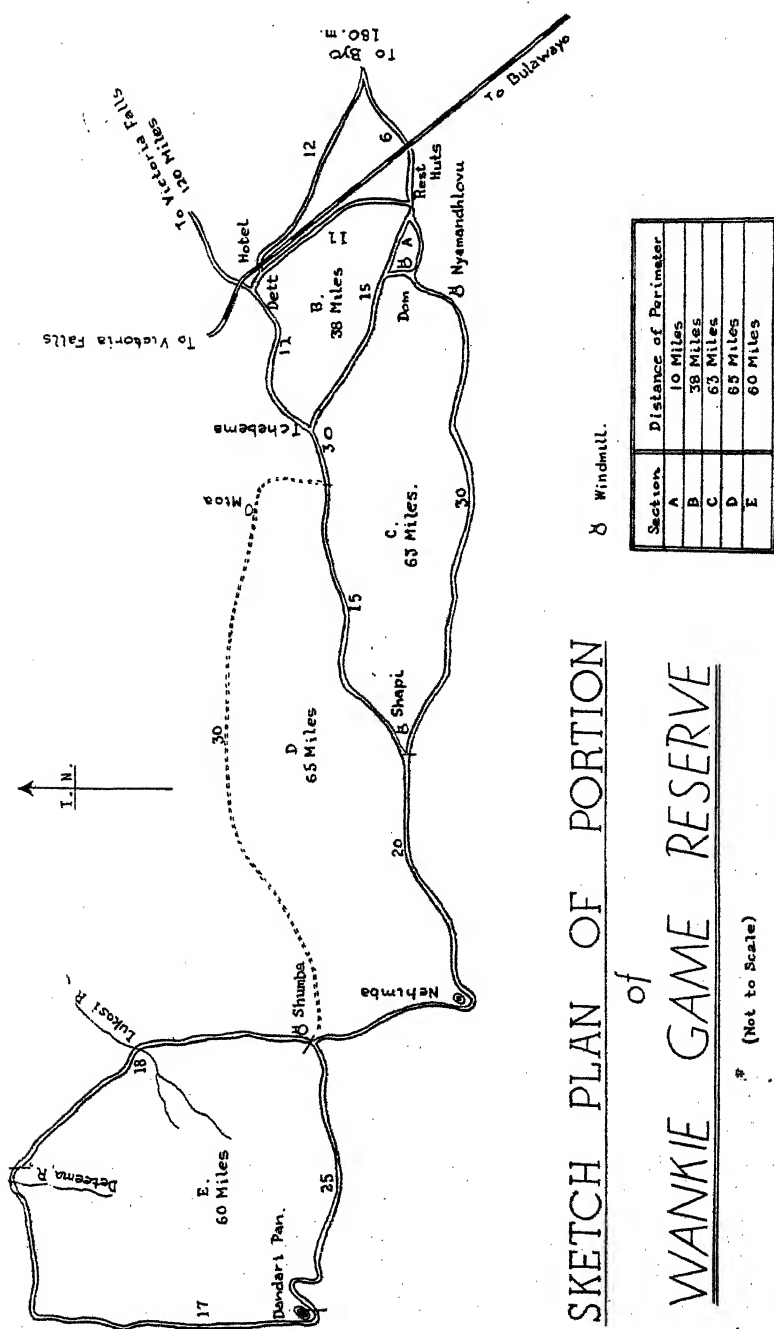 SKETCH PLAN OF PORTION
of
WANKIE GAME RESERVE
(Not to Scale)
T.N.
To Victoria Falls
120 Miles
To Victoria Falls
Hotel
Dett
12
To Byo
180.m.
6
To Bulawayo
Rest
Huts
11
B.
38 Miles
15
A
Dom
Nyamandhlovu
12
Tchebema
30
Mtoa
C.
63 Miles.
30
15
Shapi
D
65 Miles
30
20
Nehimba
Shumba
Lukosi R
18
Deteema, R.
E.
60 Miles
25
17
Dandari Pan.
Windmill.
Section Distance of Perimeter
A 10 Miles
B 38 Miles
C 63 Miles
D 65 Miles
E 60 Miles